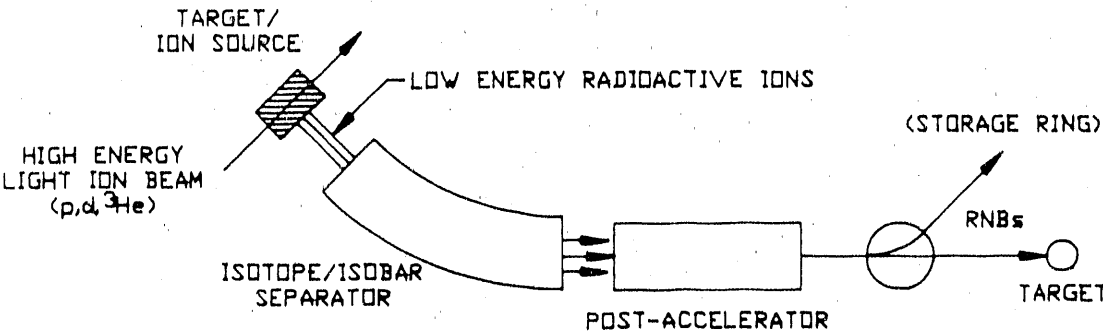 TARGET/
ION SOURCE
LOW ENERGY RADIOACTIVE IONS
(STORAGE RING)
HIGH ENERGY
LIGHT ION BEAM
(p,d,³He)
RNBs
ISOTOPE/ISOBAR
SEPARATOR
TARGET
POST-ACCELERATOR